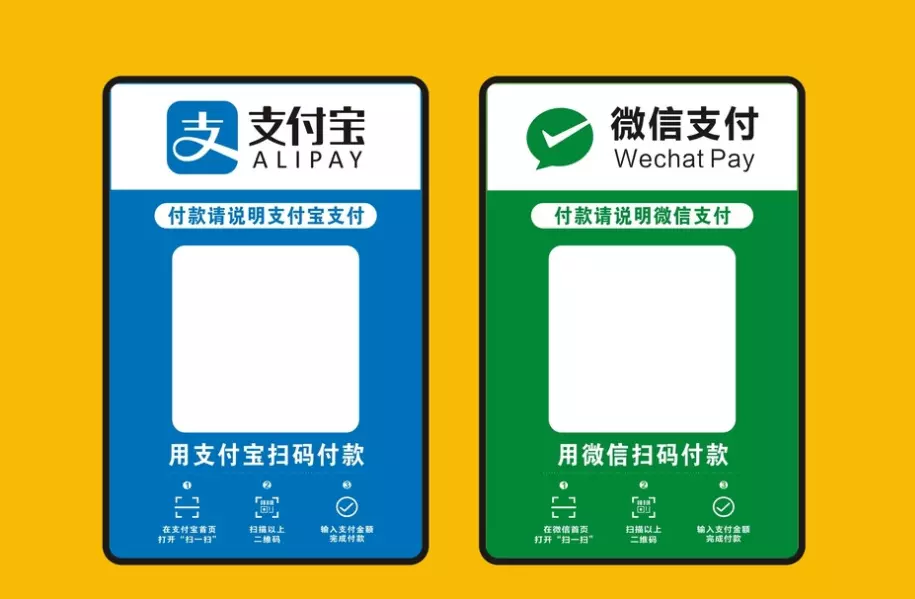 支付宝
ALIPAY
付款请说明支付宝支付
用支付宝扫码付款
1 2 3
在支付宝首页
打开“扫一扫”
扫描以上
二维码
输入支付金额
完成付款
微信支付
Wechat Pay
付款请说明微信支付
用微信扫码付款
1 2 3
在微信首页
打开“扫一扫”
扫描以上
二维码
输入支付金额
完成付款